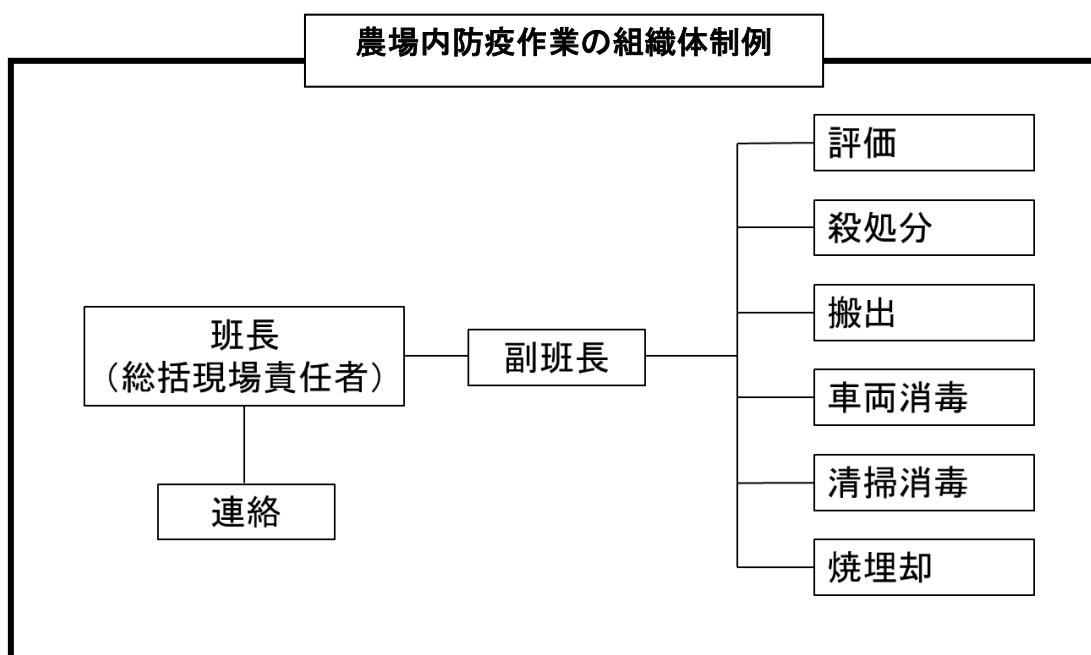 農場内防疫作業の組織体制例
班長
（総括現場責任者）
連絡
副班長
評価
殺処分
搬出
車両消毒
清掃消毒
焼埋却